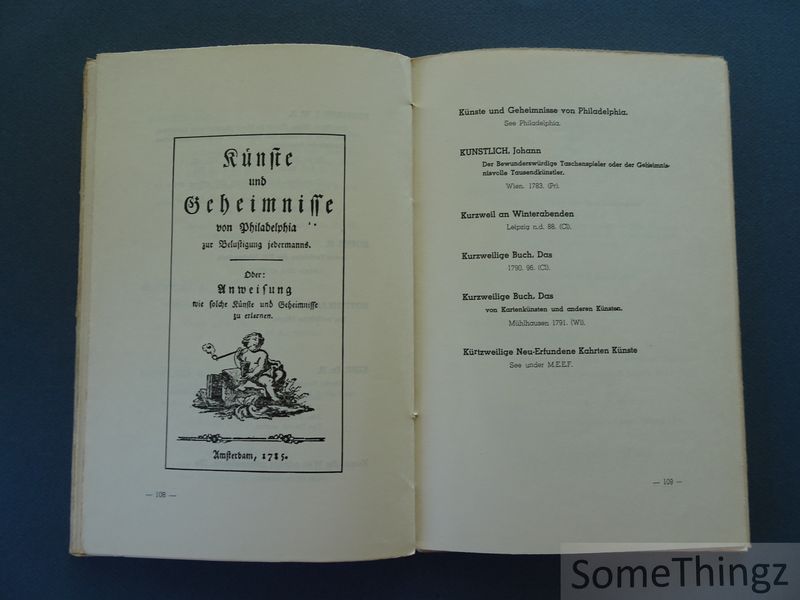 Künste
und
Geheimnisse
von Philadelphia
zur Belustigung jedermanns.
Oder:
Anweisung
wie solche Künste und Geheimnisse
zu erlernen.
Amsterdam, 1785.
— 108 —
Künste und Geheimnisse von Philadelphia.
See Philadelphia.
KUNSTLICH, Johann
Der Bewunderswürdige Taschenspieler oder der Geheimnis-
nisvolle Tausendkünstler.
Wien. 1783. (Pr).
Kurzweil an Winterabenden
Leipzig n.d. 88. (Cl).
Kurzweilige Buch, Das
1790. 96. (Cl).
Kurzweilige Buch, Das
von Kartenkünsten und anderen Künsten.
Mühlhausen 1791. (Wi).
Kürtzweilige Neu-Erfundene Kahrten Künste
See under M.E.E.F.
— 109 —
SomeThingz